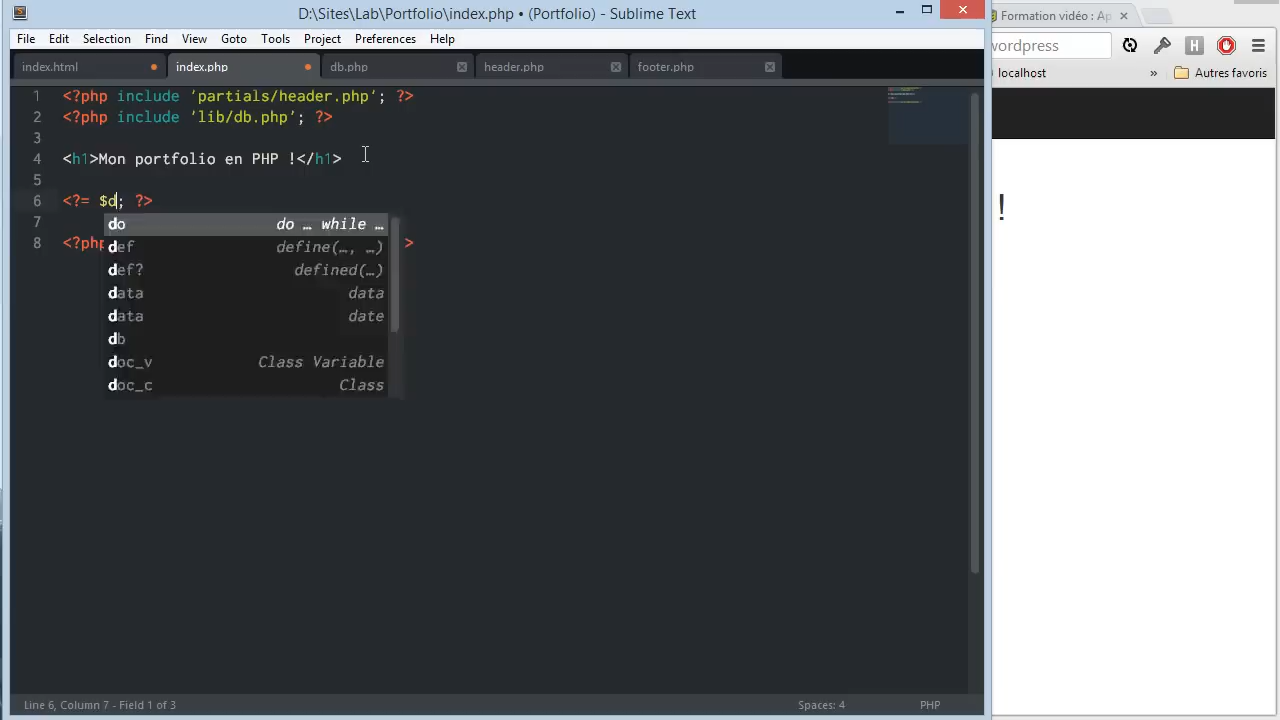 D:\Sites\Lab\Portfolio\index.php • (Portfolio) - Sublime Text
Formation vidéo : Ap
File Edit Selection Find View Goto Tools Project Preferences Help
wordpress
index.html index.php db.php header.php footer.php
localhost » Autres favoris
1 <?php include 'partials/header.php'; ?>
2 <?php include 'lib/db.php'; ?>
3
4 <h1>Mon portfolio en PHP !</h1>
5
6 <?= $d; ?>
!
7
do do … while …
8 <?php >
def define(…, …)
def? defined(…)
data data
data date
db
doc_v Class Variable
doc_c Class
Line 6, Column 7 - Field 1 of 3 Spaces: 4 PHP